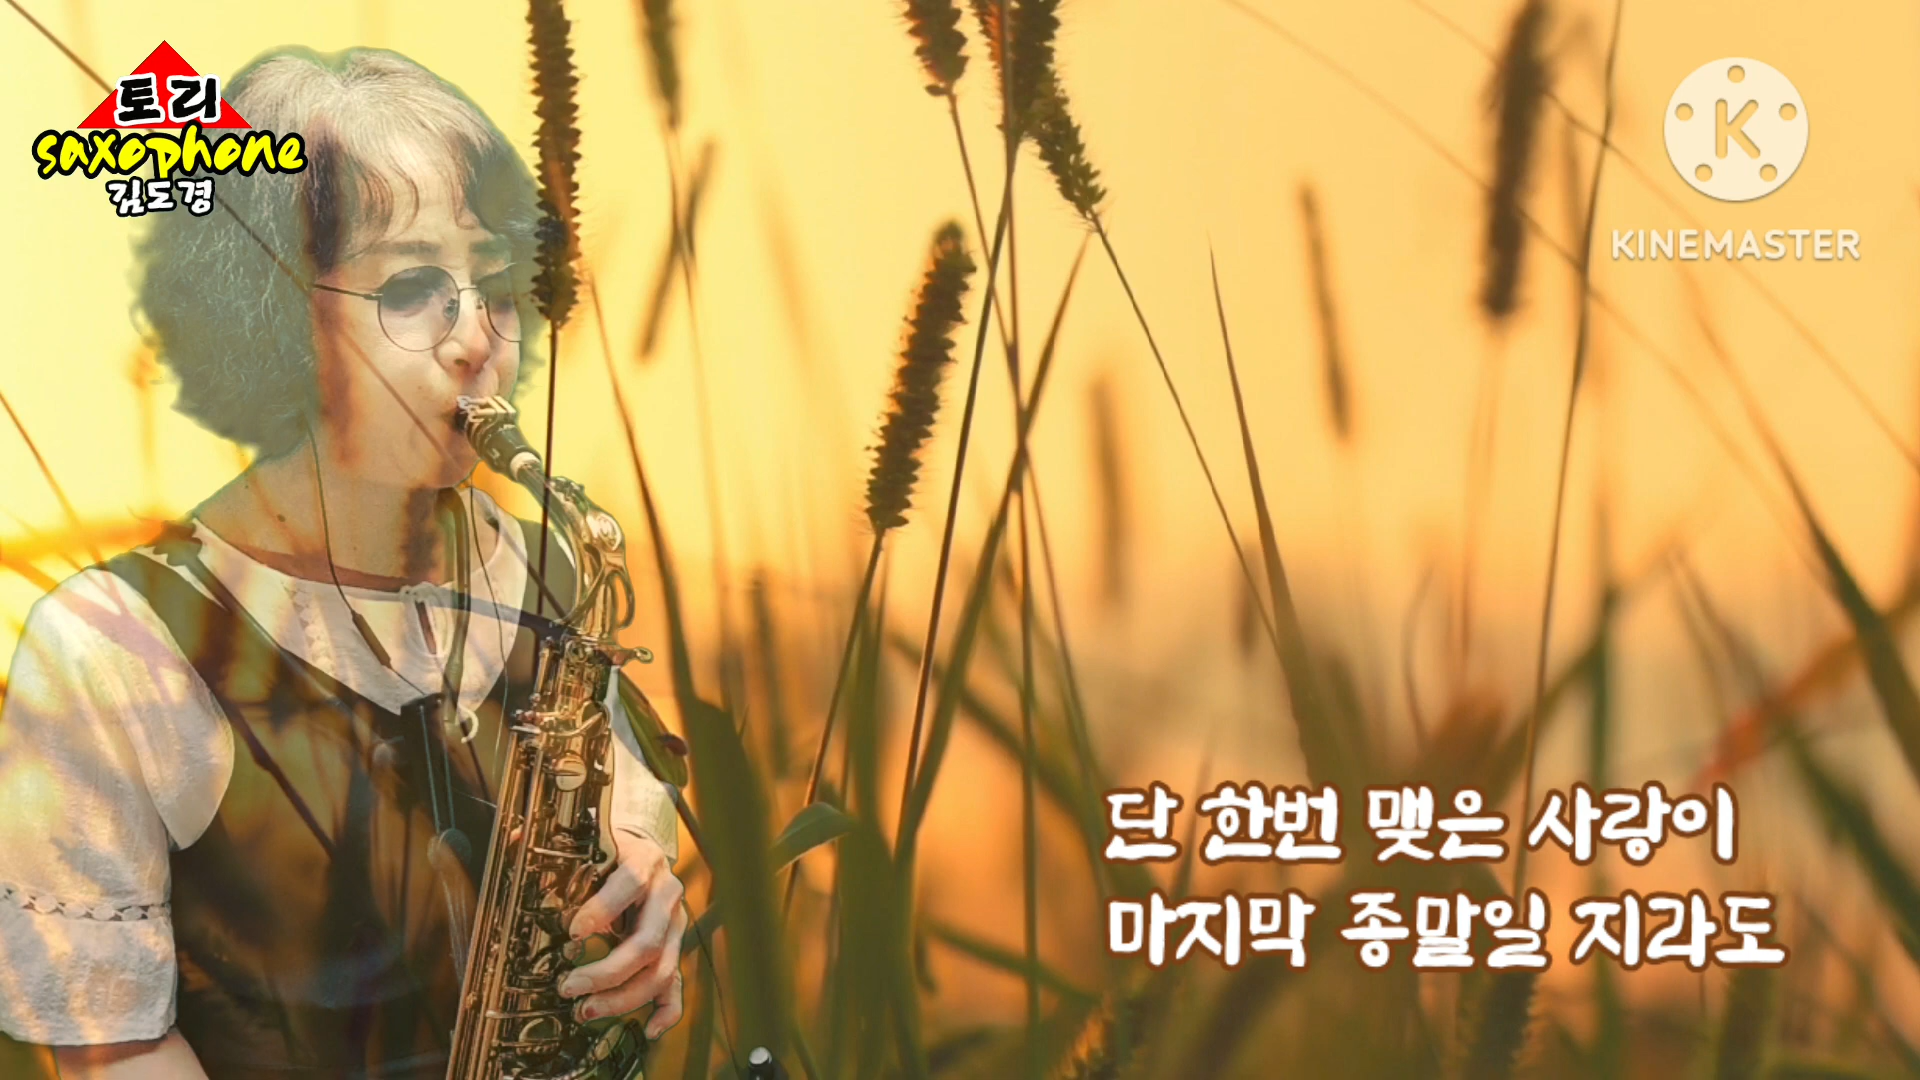 토리
saxophone
김도경
K
KINEMASTER
단 한번 맺은 사랑이
마지막 종말일 지라도